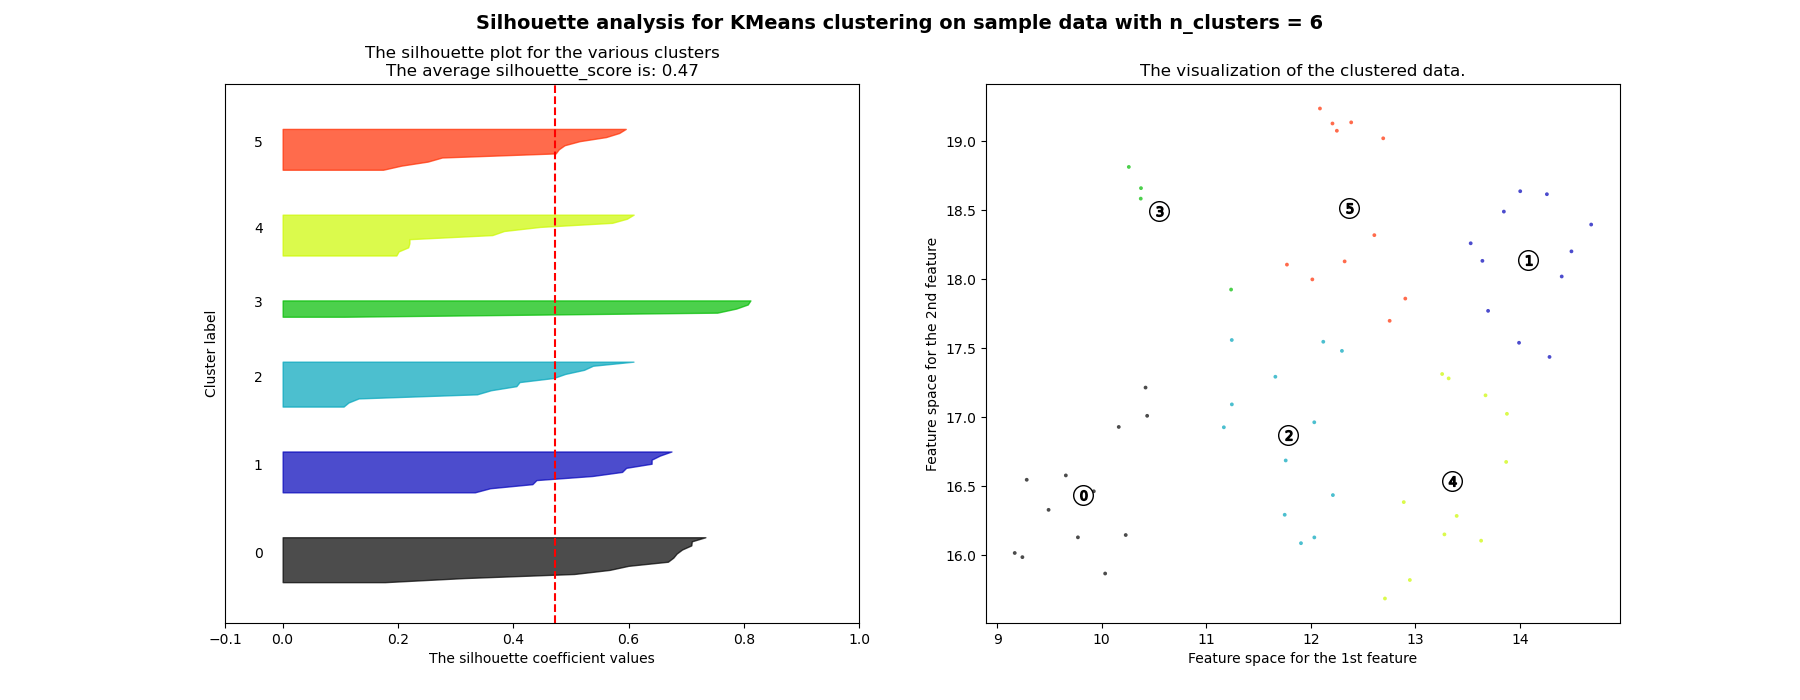 Silhouette analysis for KMeans clustering on sample data with n_clusters = 6
The silhouette plot for the various clusters
The average silhouette_score is: 0.47
5
4
3
2
1
0
Cluster label
−0.1 0.0 0.2 0.4 0.6 0.8 1.0
The silhouette coefficient values
The visualization of the clustered data.
19.0
18.5
18.0
17.5
17.0
16.5
16.0
Feature space for the 2nd feature
3
5
1
2
4
0
9 10 11 12 13 14
Feature space for the 1st feature